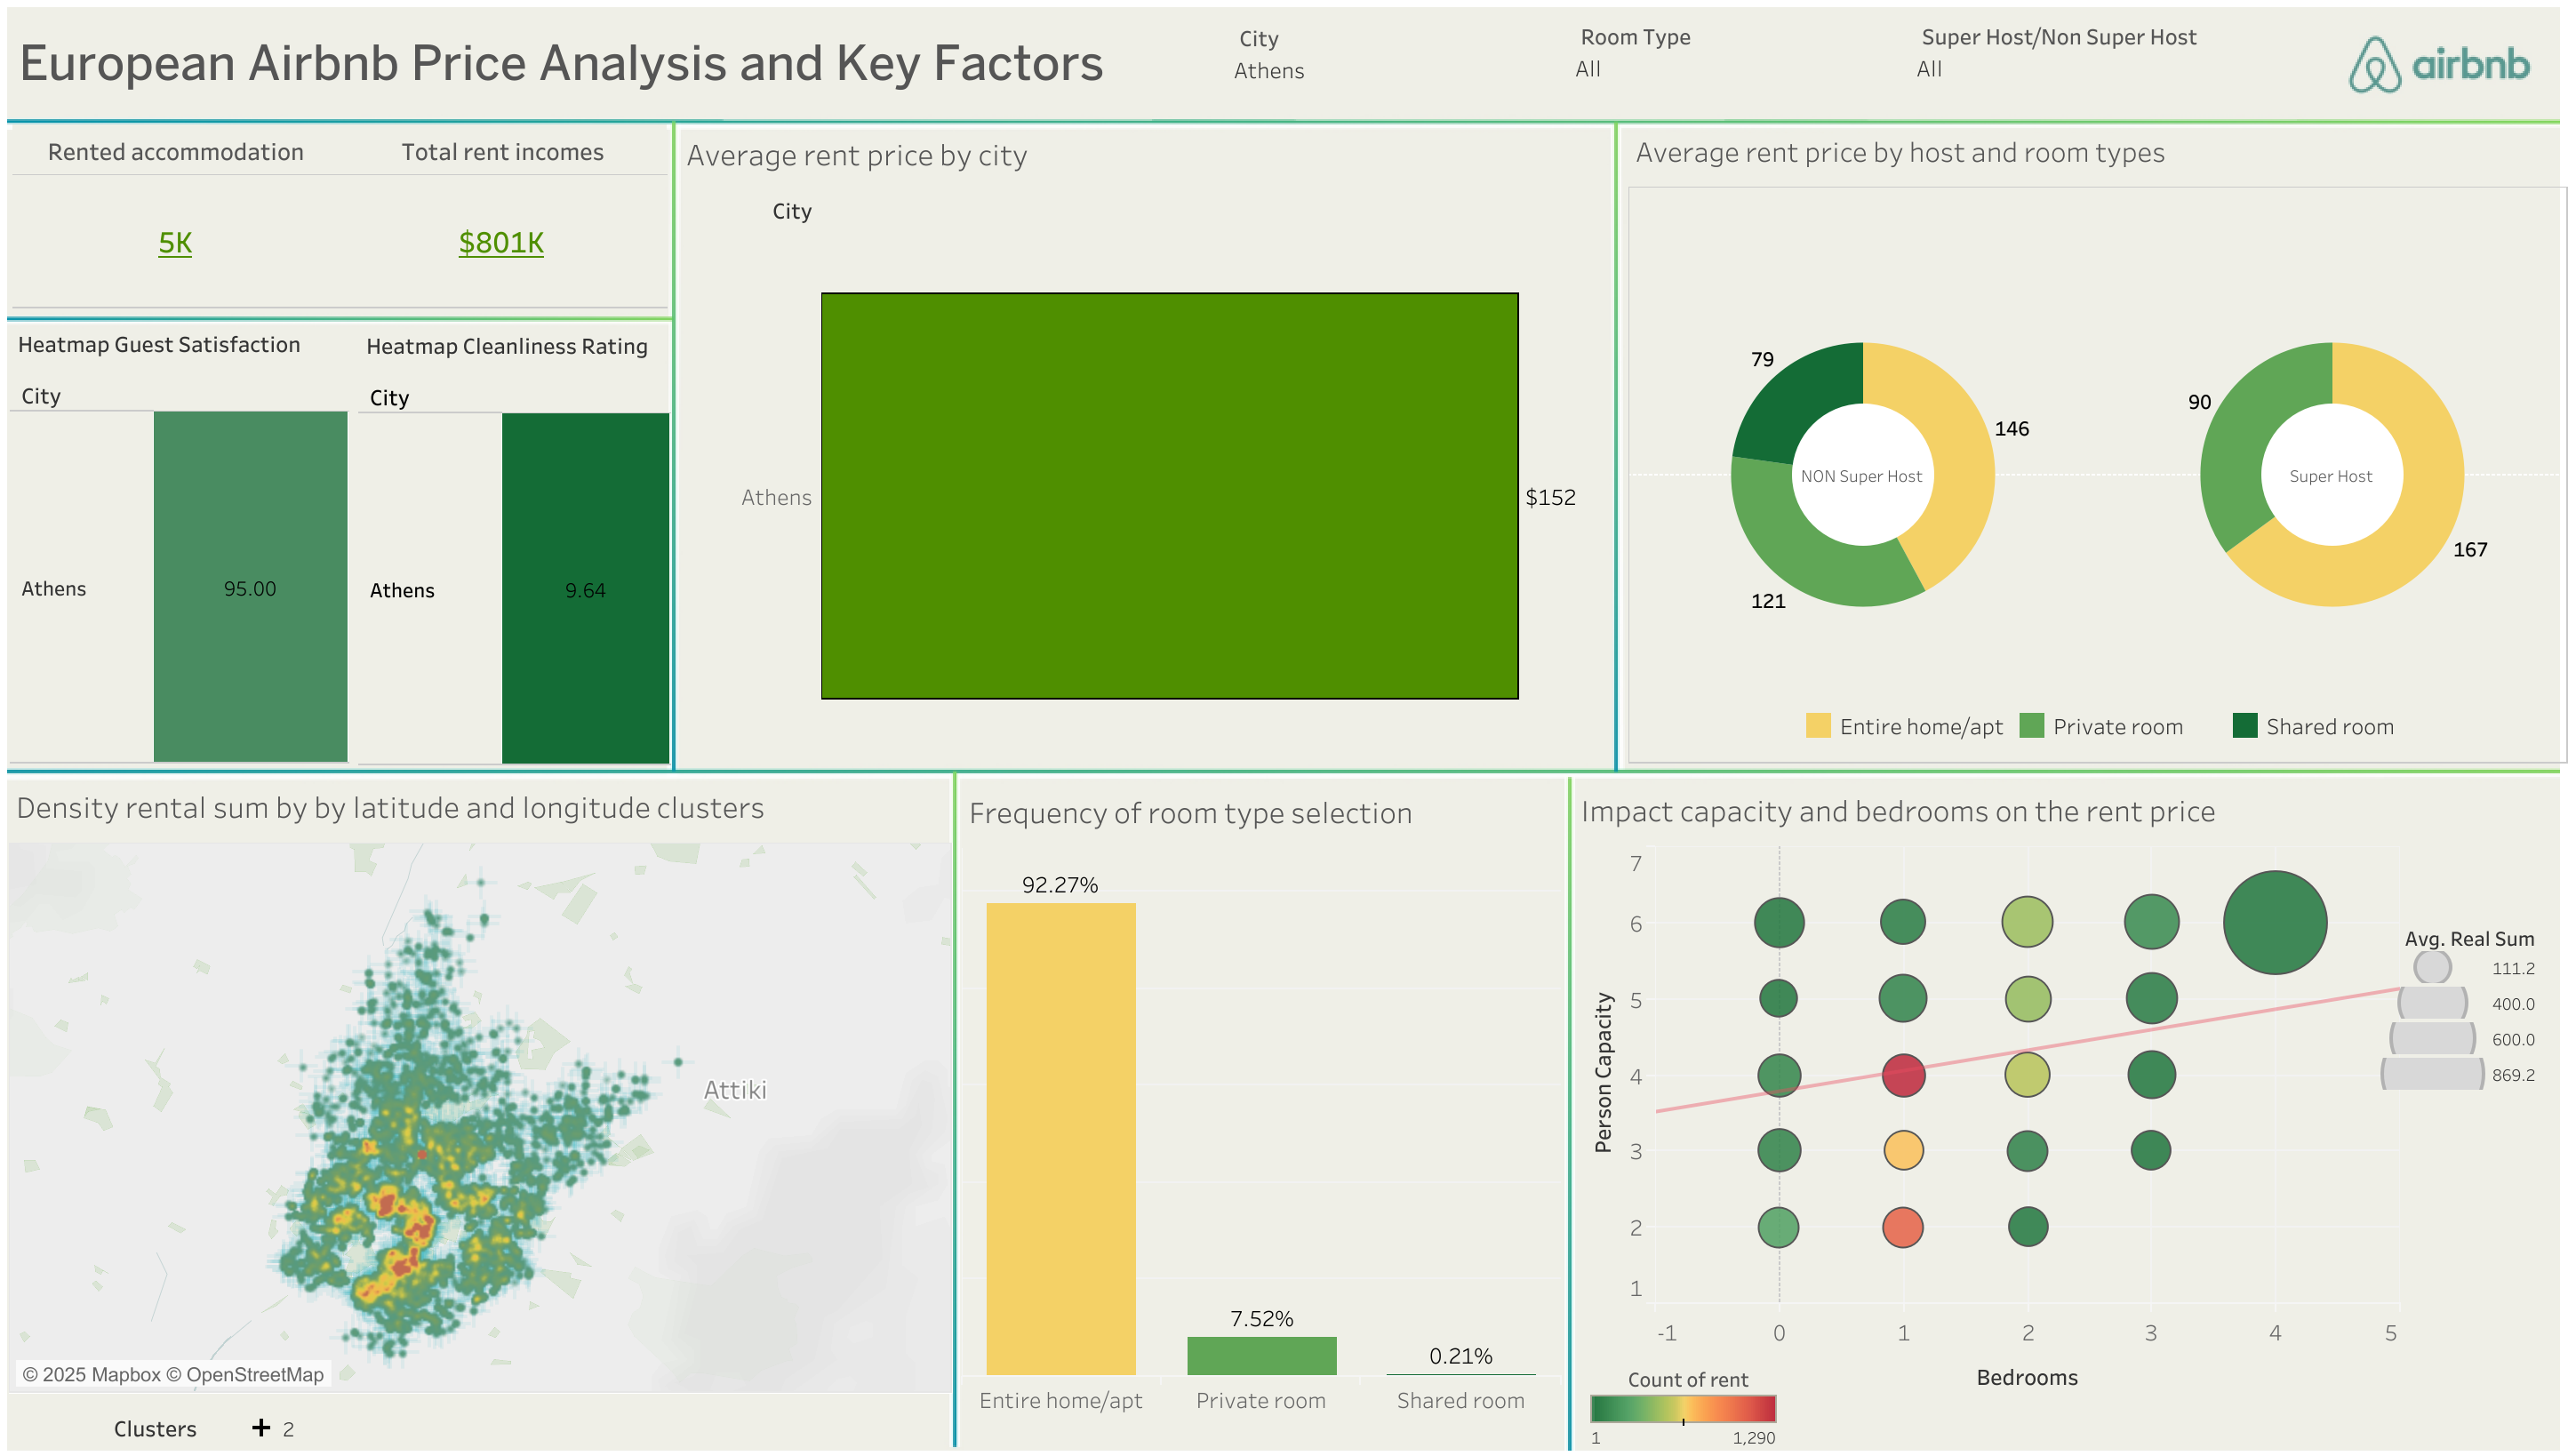 European Airbnb Price Analysis and Key Factors
City
Athens
Room Type
All
Super Host/Non Super Host
All
airbnb
Rented accommodation
Total rent incomes
5K
$801K
Heatmap Guest Satisfaction
City
Athens
95.00
Heatmap Cleanliness Rating
City
Athens
9.64
Average rent price by city
City
Athens
$152
Average rent price by host and room types
79
146
NON Super Host
121
90
Super Host
167
Entire home/apt
Private room
Shared room
Density rental sum by by latitude and longitude clusters
Attiki
© 2025 Mapbox © OpenStreetMap
Clusters
2
Frequency of room type selection
92.27%
7.52%
0.21%
Entire home/apt
Private room
Shared room
Impact capacity and bedrooms on the rent price
Person Capacity
7
6
5
4
3
2
1
-1
0
1
2
3
4
5
Bedrooms
Avg. Real Sum
111.2
400.0
600.0
869.2
Count of rent
1
1,290